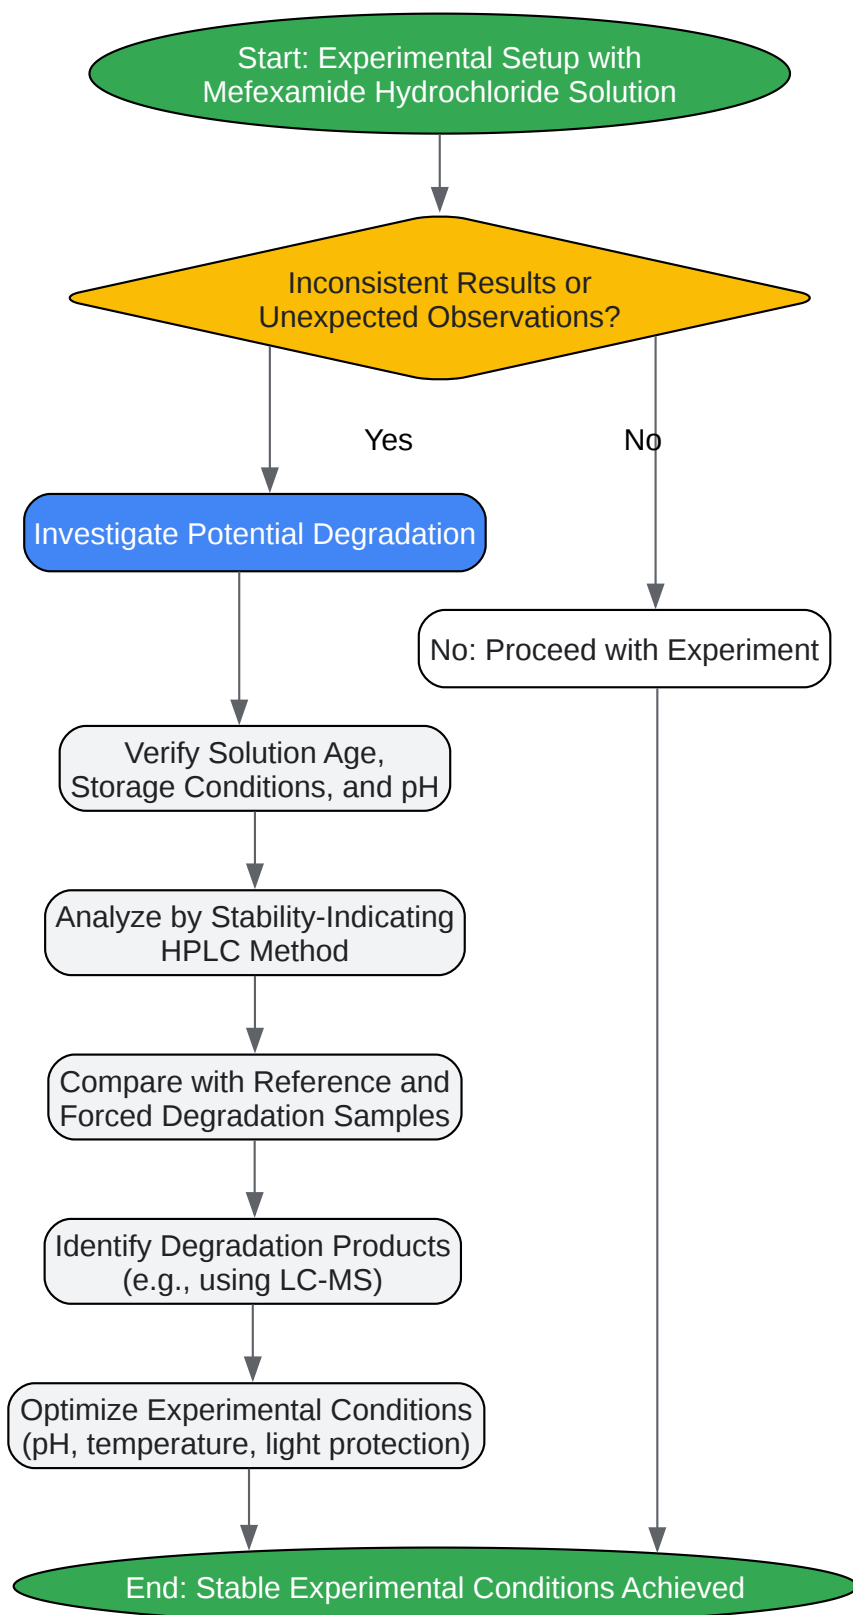 Start: Experimental Setup with
Mefexamide Hydrochloride Solution
Inconsistent Results or
Unexpected Observations?
Yes
No
Investigate Potential Degradation
No: Proceed with Experiment
Verify Solution Age,
Storage Conditions, and pH
Analyze by Stability-Indicating
HPLC Method
Compare with Reference and
Forced Degradation Samples
Identify Degradation Products
(e.g., using LC-MS)
Optimize Experimental Conditions
(pH, temperature, light protection)
End: Stable Experimental Conditions Achieved